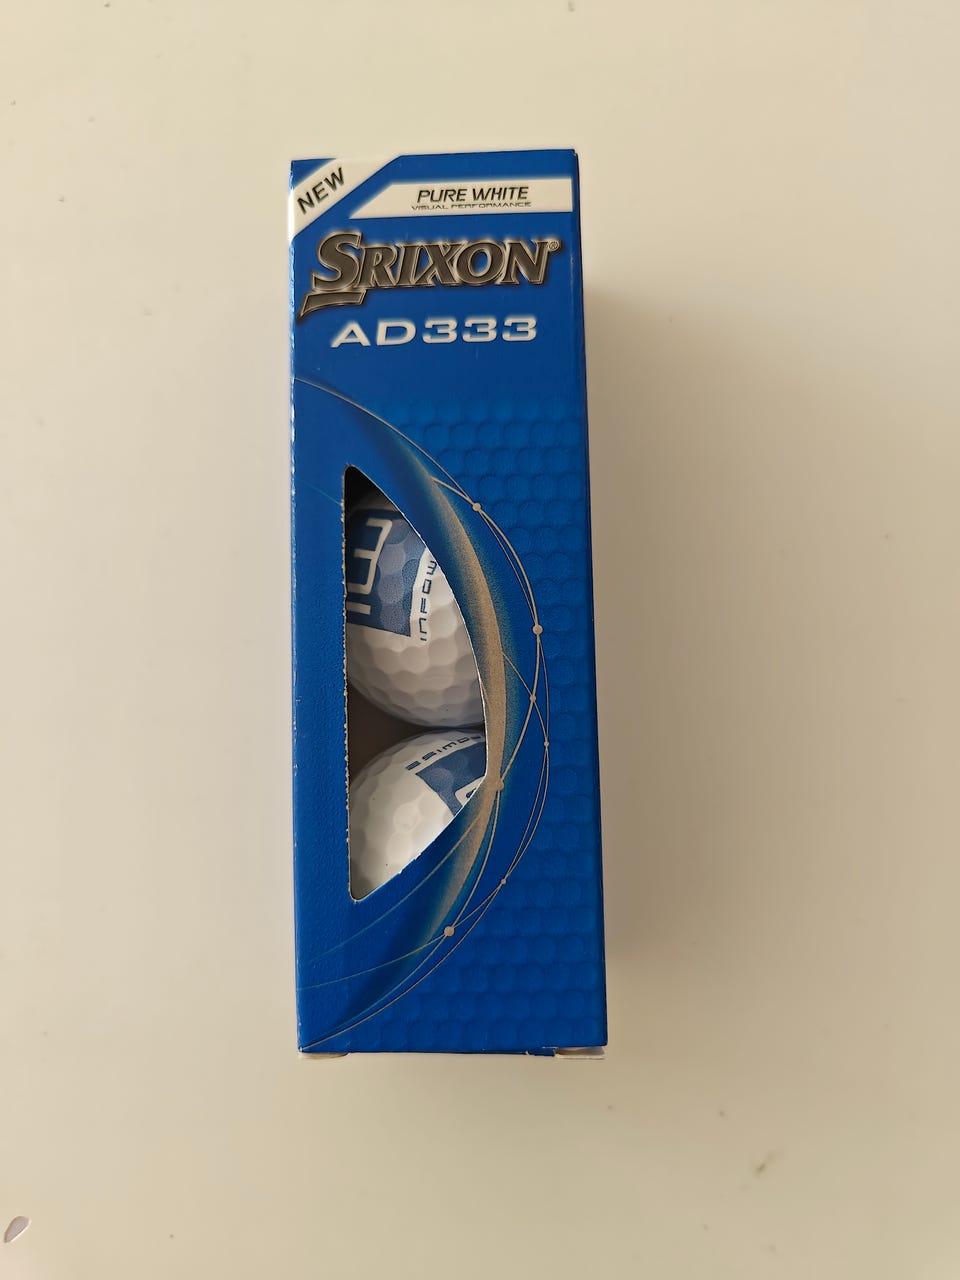 NEW
PURE WHITE
VISUAL PERFORMANCE
SRIXON®
AD333